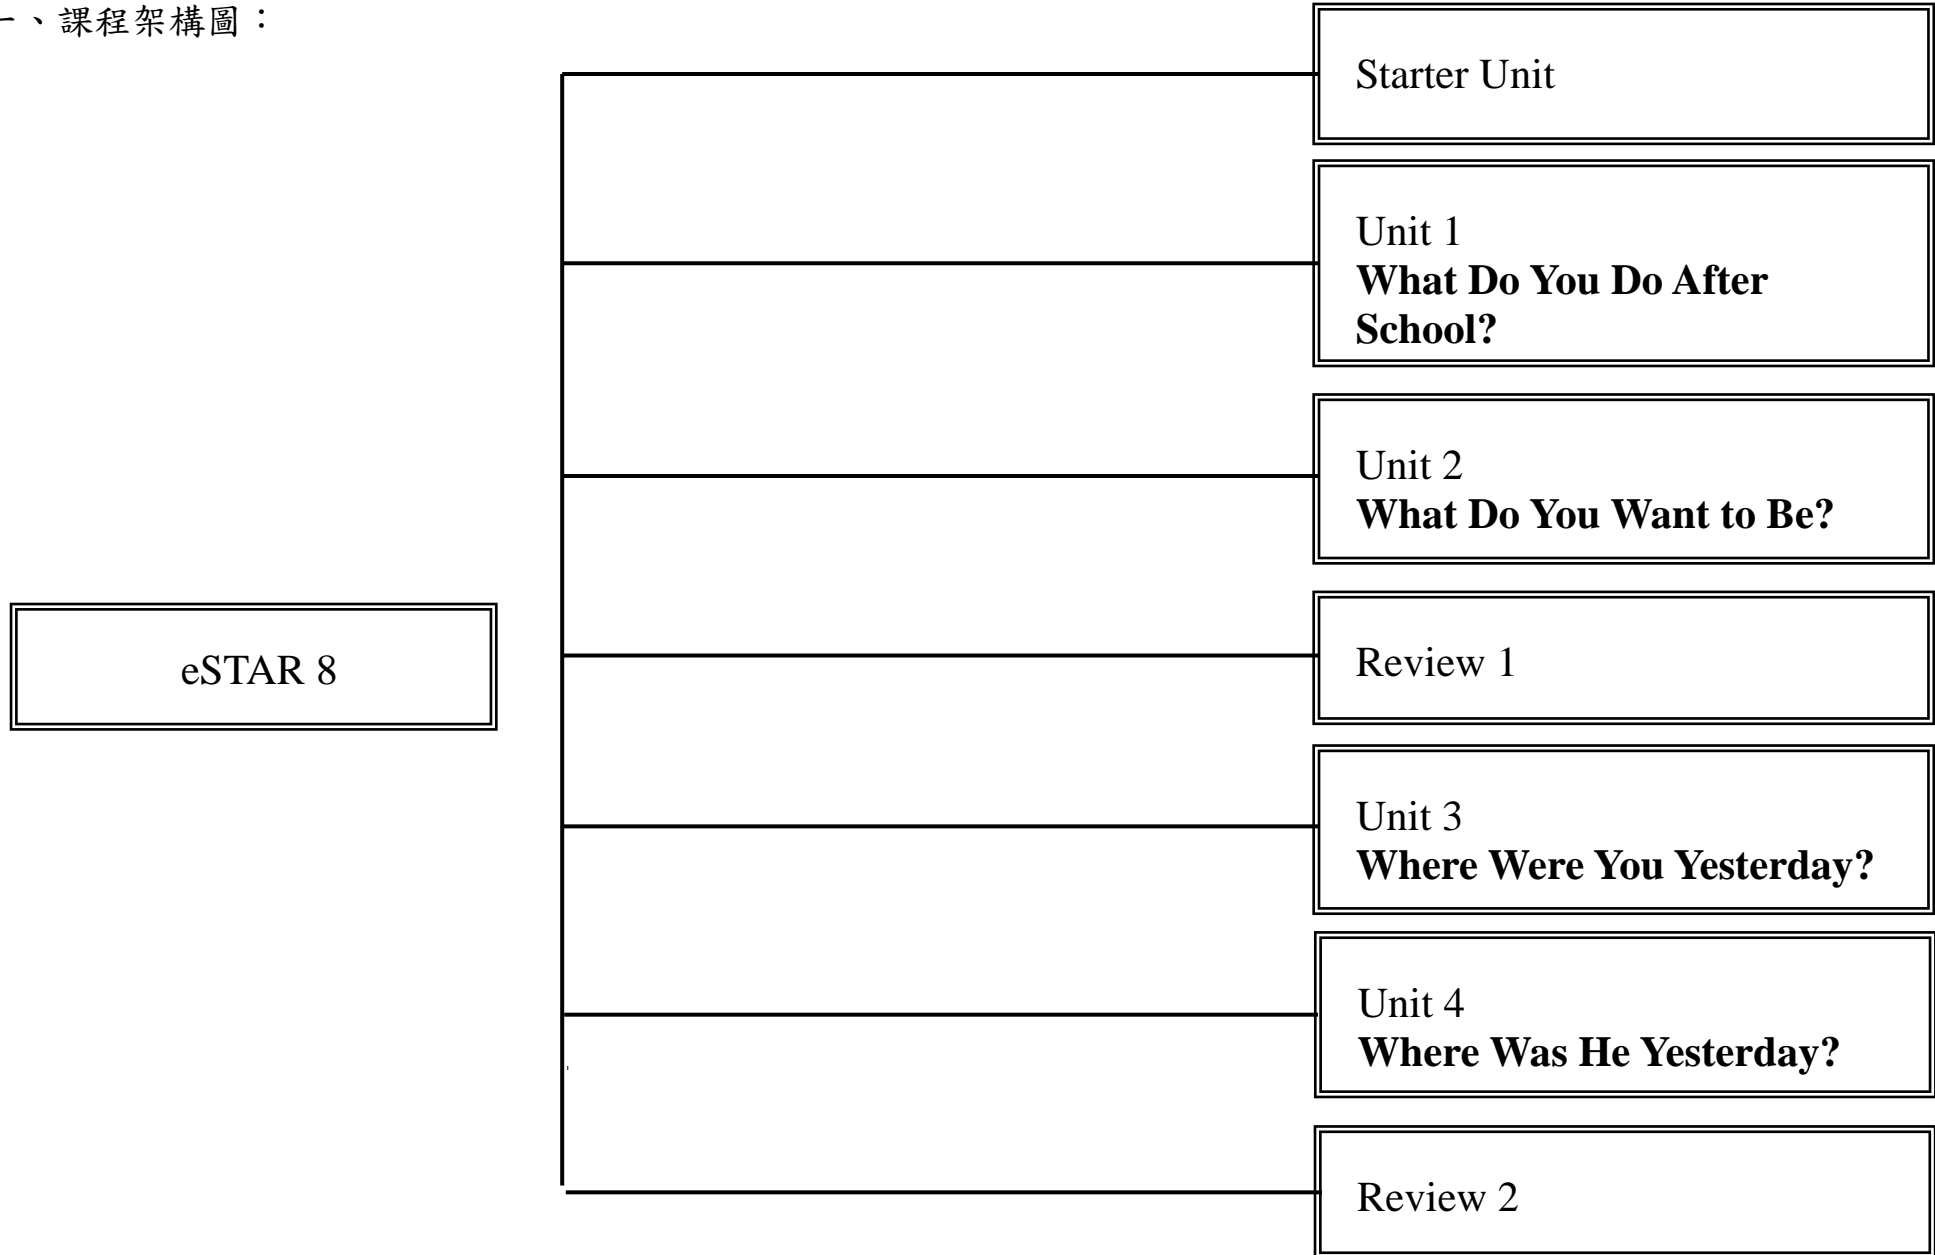 一、課程架構圖：
Starter Unit
Unit 1
What Do You Do After
School?
Unit 2
What Do You Want to Be?
eSTAR 8
Review 1
Unit 3
Where Were You Yesterday?
Unit 4
Where Was He Yesterday?
Review 2